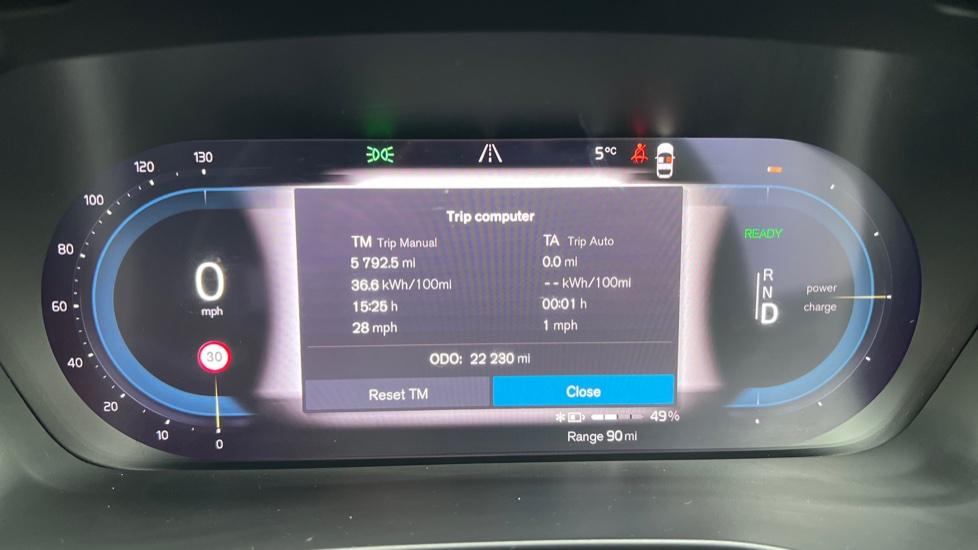 120
130
100
80
60
40
20
10
0
5°C
0
mph
30
Trip computer
TM Trip Manual
5 792.5 mi
36.6 kWh/100mi
15:25 h
28 mph
TA Trip Auto
0.0 mi
-- kWh/100mi
00:01 h
1 mph
ODO: 22 230 mi
Reset TM
Close
49%
Range 90 mi
READY
R
N
D
power
charge